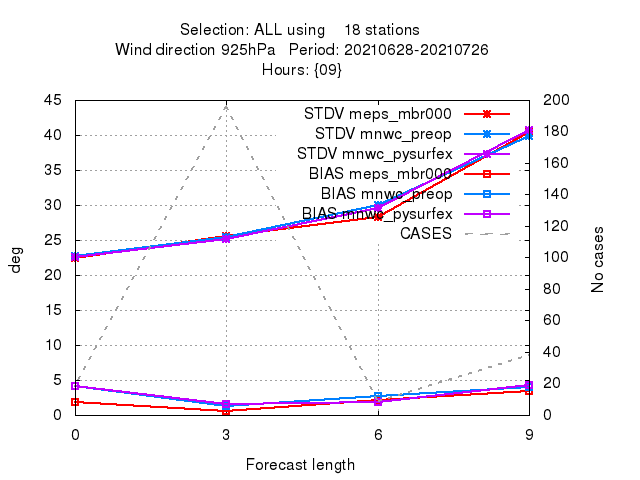 Selection: ALL using 18 stations
Wind direction 925hPa Period: 20210628-20210726
Hours: {09}
45
40
35
30
25
20
15
10
5
0
200
180
160
140
120
100
80
60
40
20
0
STDV meps_mbr000
STDV mnwc_preop
STDV mnwc_pysurfex
BIAS meps_mbr000
BIAS mnwc_preop
BIAS mnwc_pysurfex
CASES
deg
No cases
0 3 6 9
Forecast length